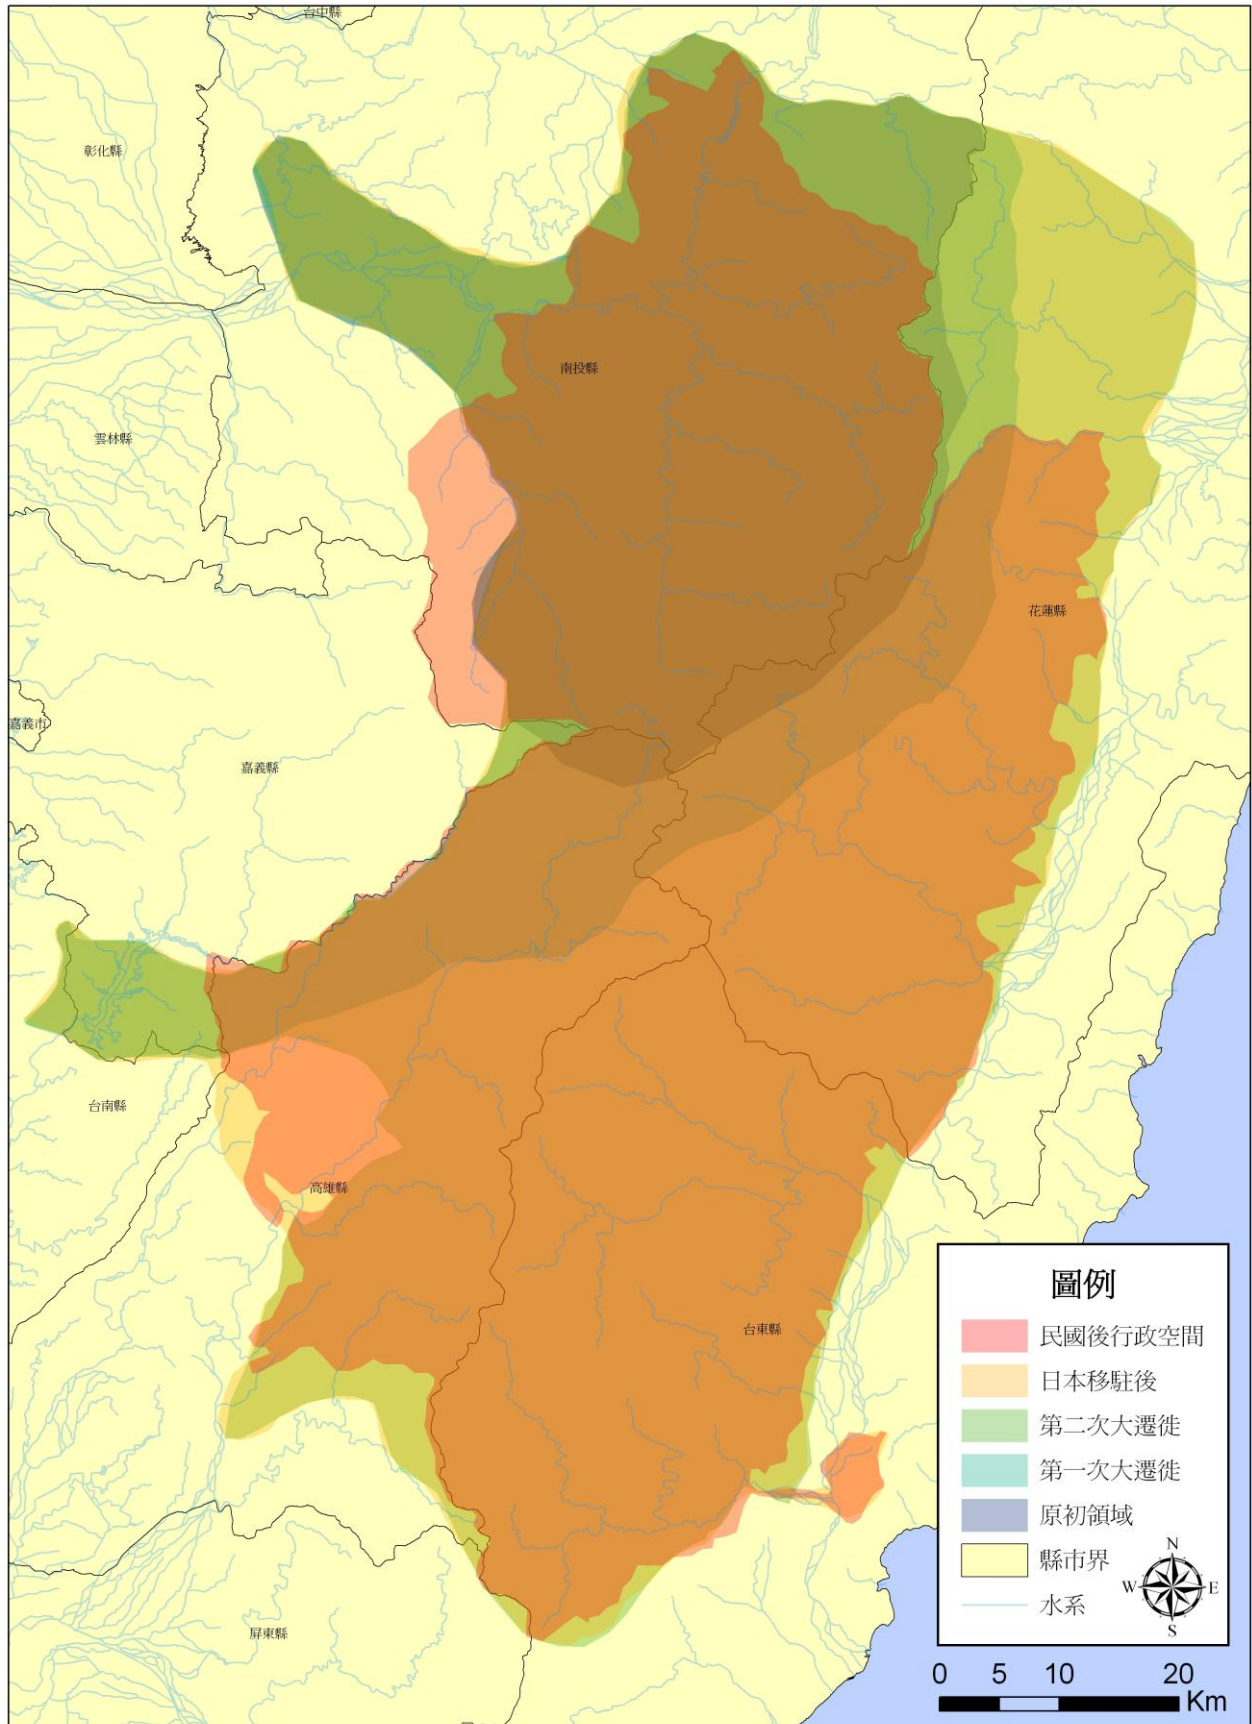 台中縣
彰化縣
南投縣
雲林縣
花蓮縣
嘉義市
嘉義縣
台南縣
高雄縣
台東縣
屏東縣
圖例
民國後行政空間
日本移駐後
第二次大遷徙
第一次大遷徙
原初領域
縣市界
水系
N
W
E
S
0 5 10 20
Km